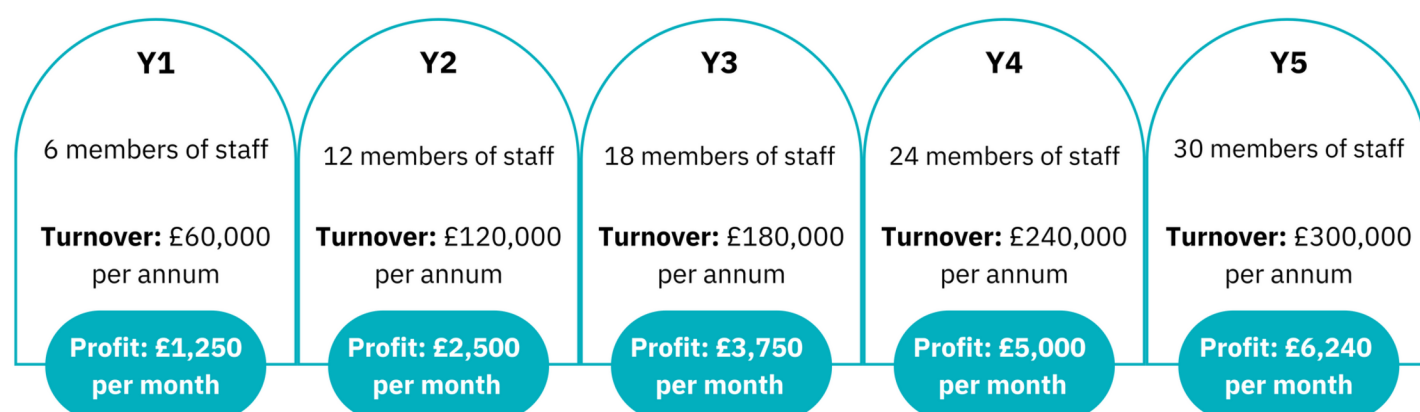 Y1
6 members of staff
Turnover: £60,000
per annum
Profit: £1,250
per month
Y2
12 members of staff
Turnover: £120,000
per annum
Profit: £2,500
per month
Y3
18 members of staff
Turnover: £180,000
per annum
Profit: £3,750
per month
Y4
24 members of staff
Turnover: £240,000
per annum
Profit: £5,000
per month
Y5
30 members of staff
Turnover: £300,000
per annum
Profit: £6,240
per month